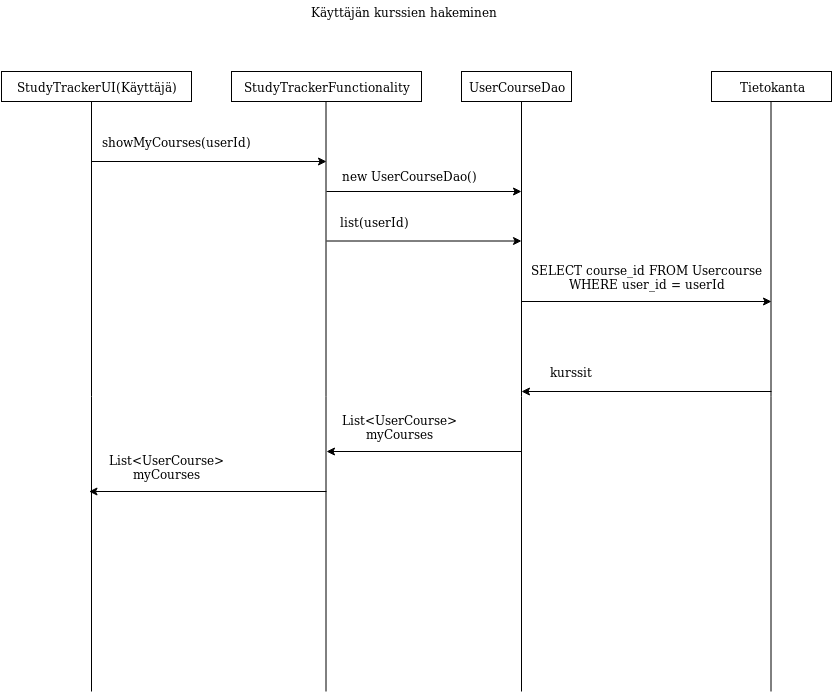 Käyttäjän kurssien hakeminen
StudyTrackerUI(Käyttäjä)
StudyTrackerFunctionality
UserCourseDao
Tietokanta
showMyCourses(userId)
new UserCourseDao()
list(userId)
SELECT course_id FROM Usercourse
WHERE user_id = userId
kurssit
List<UserCourse>
myCourses
List<UserCourse>
myCourses